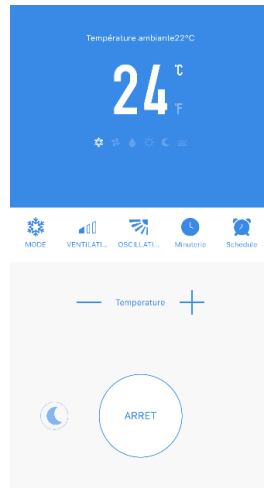 Température ambiante22°C
24 °C
°F
MODE VENTILATI... OSCILLATI... Minuterie Schedule
Temperature
ARRET